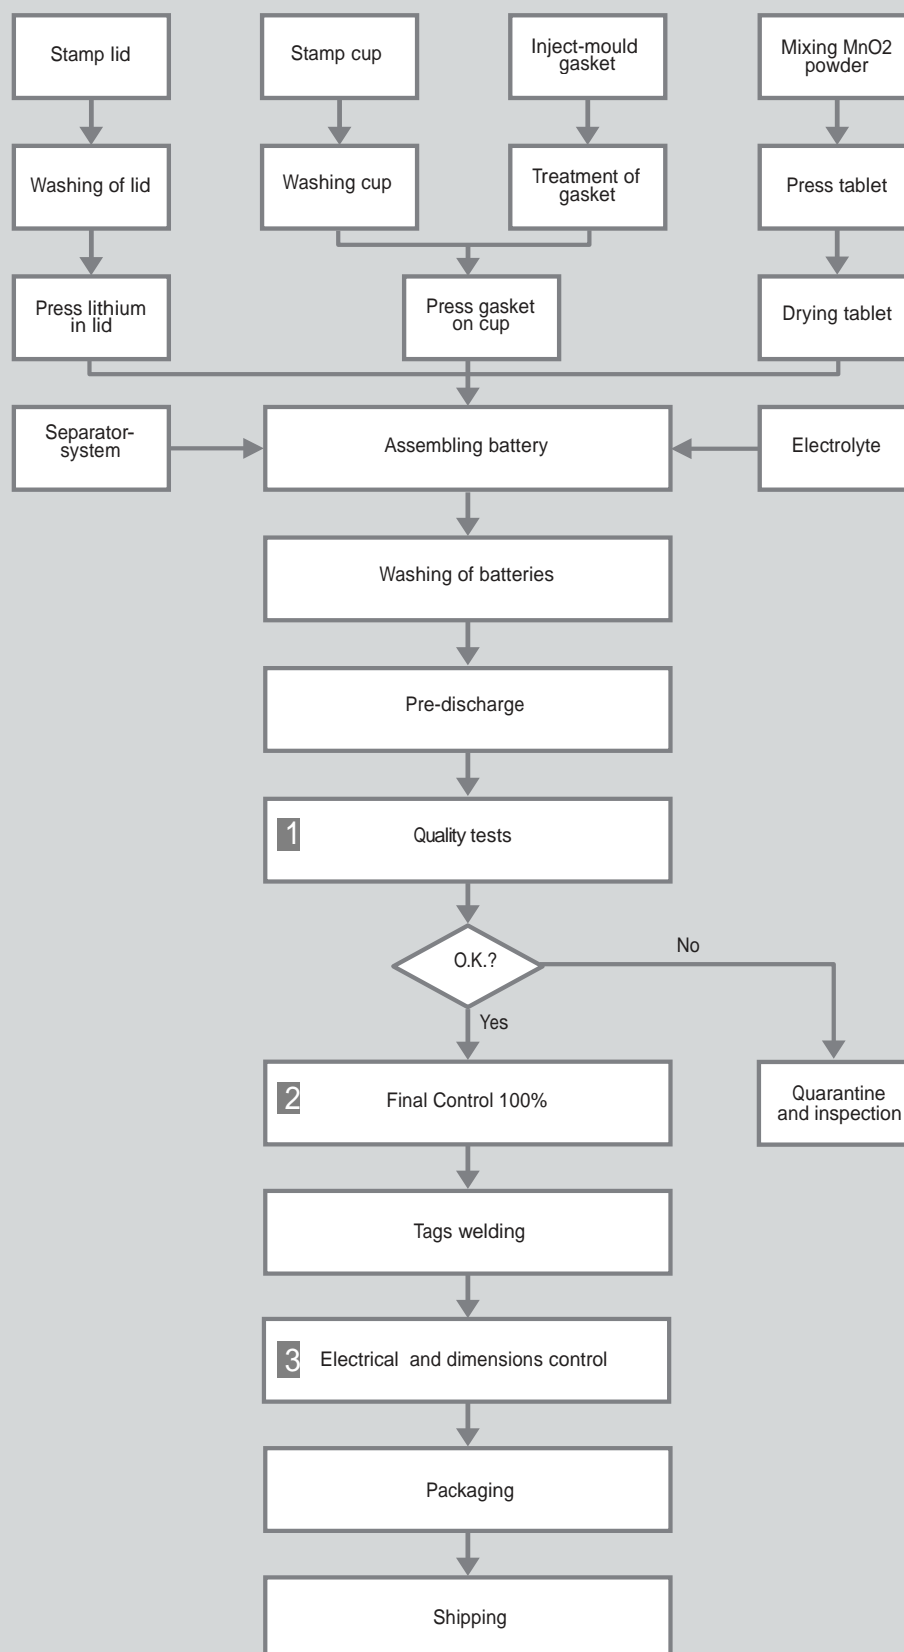 Stamp lid
Stamp cup
Inject-mould
gasket
Mixing MnO2
powder
Washing of lid
Washing cup
Treatment of
gasket
Press tablet
Press lithium
in lid
Press gasket
on cup
Drying tablet
Separator-
system
Assembling battery
Electrolyte
Washing of batteries
Pre-discharge
1 Quality tests
O.K.?
No
Yes
2 Final Control 100%
Quarantine
and inspection
Tags welding
3 Electrical and dimensions control
Packaging
Shipping